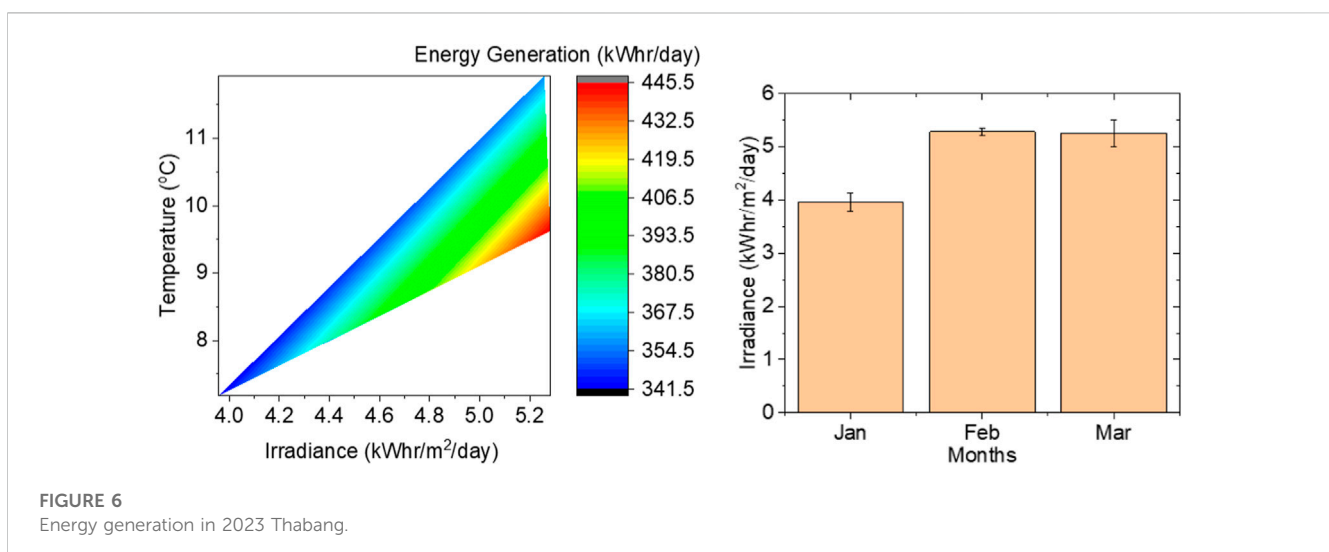 Energy Generation (kWhr/day)
Temperature (⁰C)
11
10
9
8
4.0 4.2 4.4 4.6 4.8 5.0 5.2
Irradiance (kWhr/m²/day)
445.5
432.5
419.5
406.5
393.5
380.5
367.5
354.5
341.5
Irradiance (kWhr/m²/day)
6
5
4
3
2
1
0
Jan Feb Mar
Months
FIGURE 6
Energy generation in 2023 Thabang.